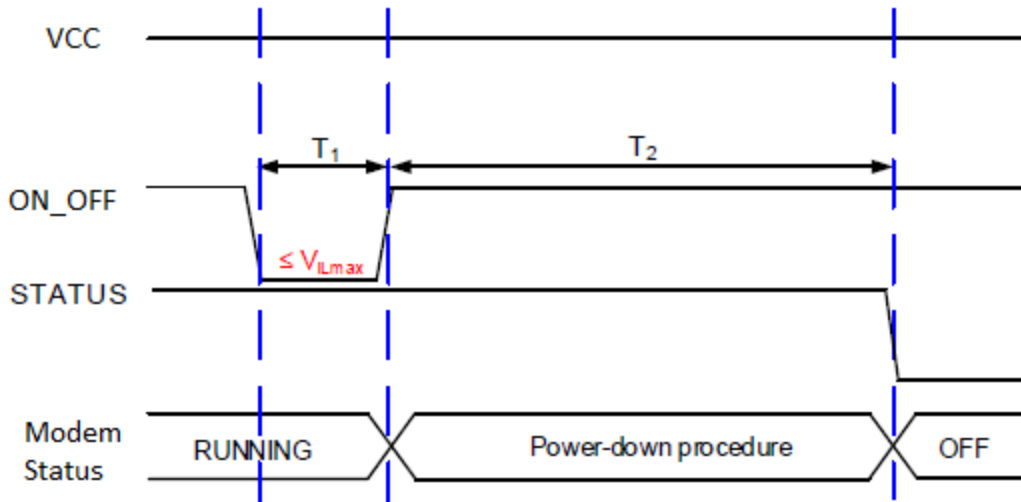 VCC
T1
T2
ON_OFF
≤ VILmax
STATUS
Modem
Status
RUNNING
Power-down procedure
OFF